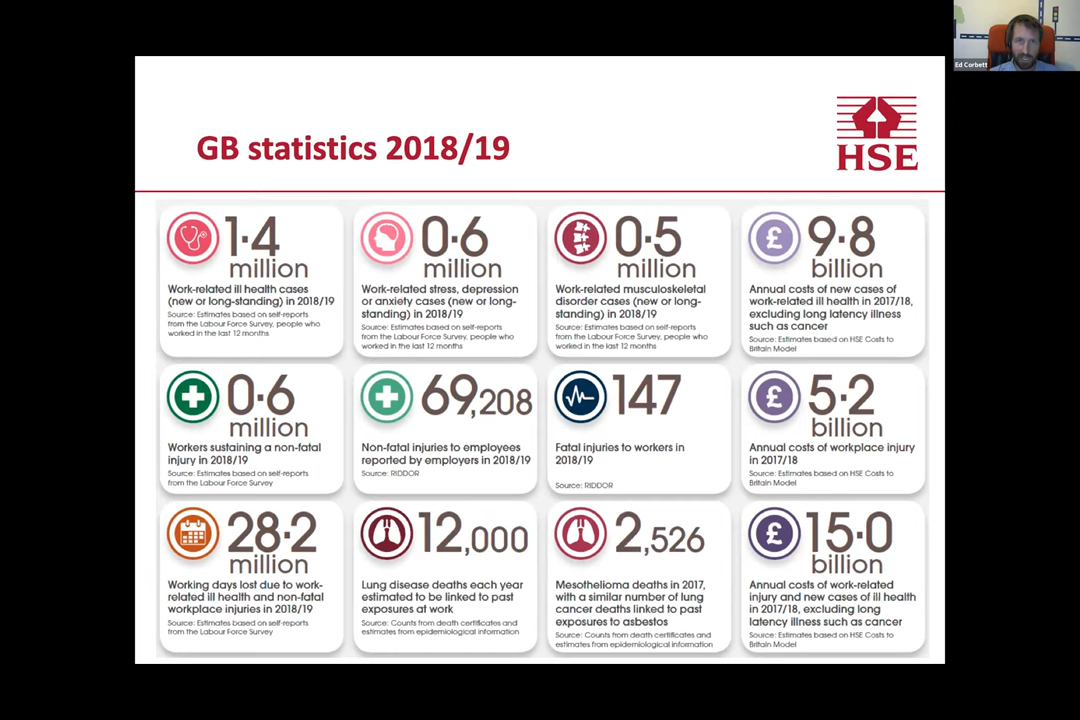 Ed Corbett
GB statistics 2018/19
HSE
1·4
million
Work-related ill health cases
(new or long-standing) in 2018/19
Source: Estimates based on self-reports
from the Labour Force Survey, people who
worked in the last 12 months
0·6
million
Work-related stress, depression
or anxiety cases (new or long-
standing) in 2018/19
Source: Estimates based on self-reports
from the Labour Force Survey, people who
worked in the last 12 months
0·5
million
Work-related musculoskeletal
disorder cases (new or long-
standing) in 2018/19
Source: Estimates based on self-reports
from the Labour Force Survey, people who
worked in the last 12 months
£
9·8
billion
Annual costs of new cases of
work-related ill health in 2017/18,
excluding long latency illness
such as cancer
Source: Estimates based on HSE Costs to
Britain Model
0·6
million
Workers sustaining a non-fatal
injury in 2018/19
Source: Estimates based on self-reports
from the Labour Force Survey
69,208
Non-fatal injuries to employees
reported by employers in 2018/19
Source: RIDDOR
147
Fatal injuries to workers in
2018/19
Source: RIDDOR
£
5·2
billion
Annual costs of workplace injury
in 2017/18
Source: Estimates based on HSE Costs to
Britain Model
28·2
million
Working days lost due to work-
related ill health and non-fatal
workplace injuries in 2018/19
Source: Estimates based on self-reports
from the Labour Force Survey
12,000
Lung disease deaths each year
estimated to be linked to past
exposures at work
Source: Counts from death certificates and
estimates from epidemiological information
2,526
Mesothelioma deaths in 2017,
with a similar number of lung
cancer deaths linked to past
exposures to asbestos
Source: Counts from death certificates and
estimates from epidemiological information
£
15·0
billion
Annual costs of work-related
injury and new cases of ill health
in 2017/18, excluding long
latency illness such as cancer
Source: Estimates based on HSE Costs to
Britain Model